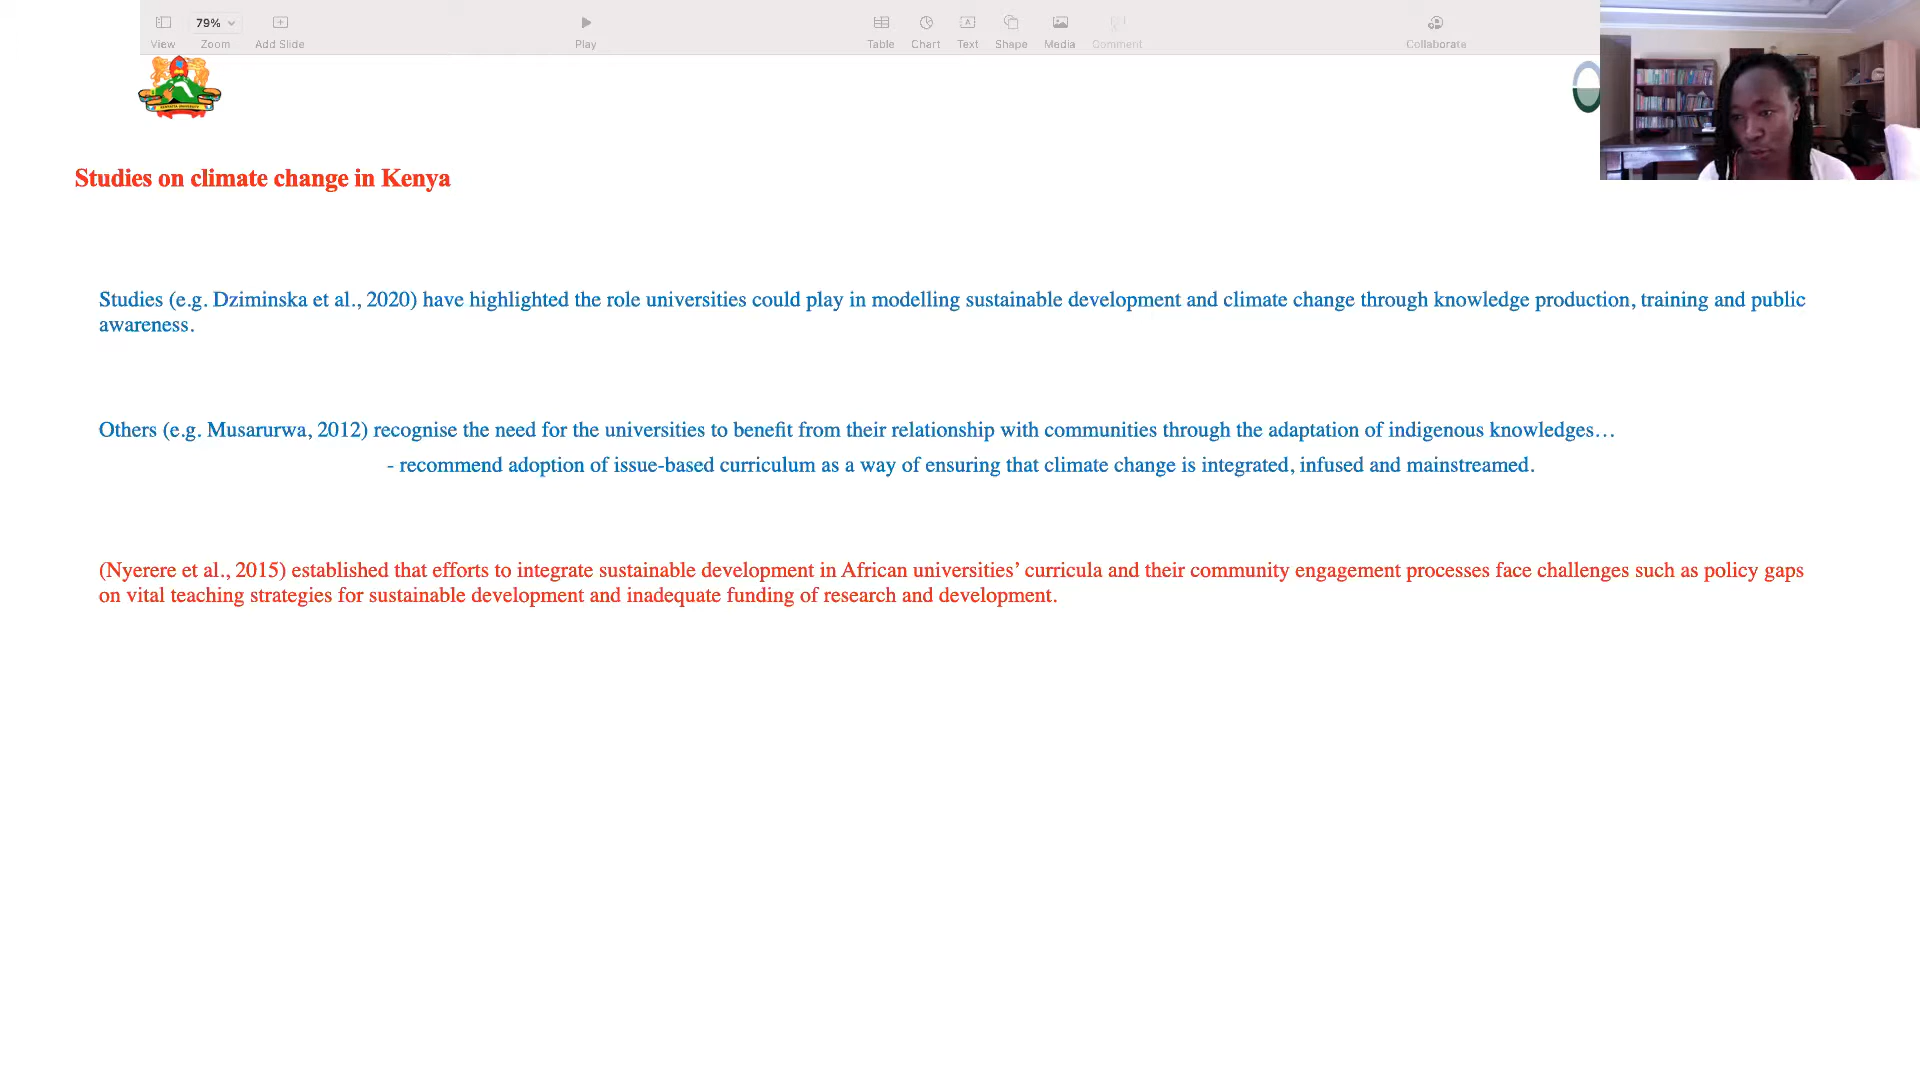 79%
View
Zoom
Add Slide
Play
Table
Chart
Text
Shape
Media
Comment
Collaborate
KENYATTA UNIVERSITY
Studies on climate change in Kenya
Studies (e.g. Dziminska et al., 2020) have highlighted the role universities could play in modelling sustainable development and climate change through knowledge production, training and public
awareness.
Others (e.g. Musarurwa, 2012) recognise the need for the universities to benefit from their relationship with communities through the adaptation of indigenous knowledges…
- recommend adoption of issue-based curriculum as a way of ensuring that climate change is integrated, infused and mainstreamed.
(Nyerere et al., 2015) established that efforts to integrate sustainable development in African universities’ curricula and their community engagement processes face challenges such as policy gaps
on vital teaching strategies for sustainable development and inadequate funding of research and development.